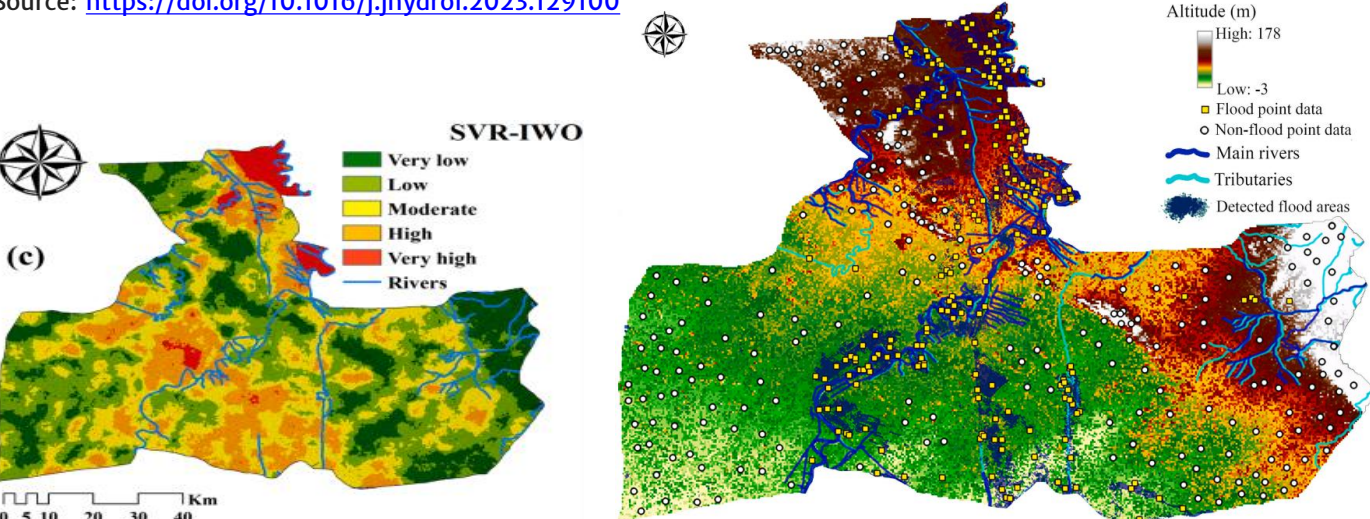 source: https://doi.org/10.1016/j.jhydrol.2023.129100
SVR-IWO
Very low
Low
Moderate
High
Very high
Rivers
(c)
Km
0 5 10 20 30 40
Altitude (m)
High: 178
Low: -3
Flood point data
Non-flood point data
Main rivers
Tributaries
Detected flood areas